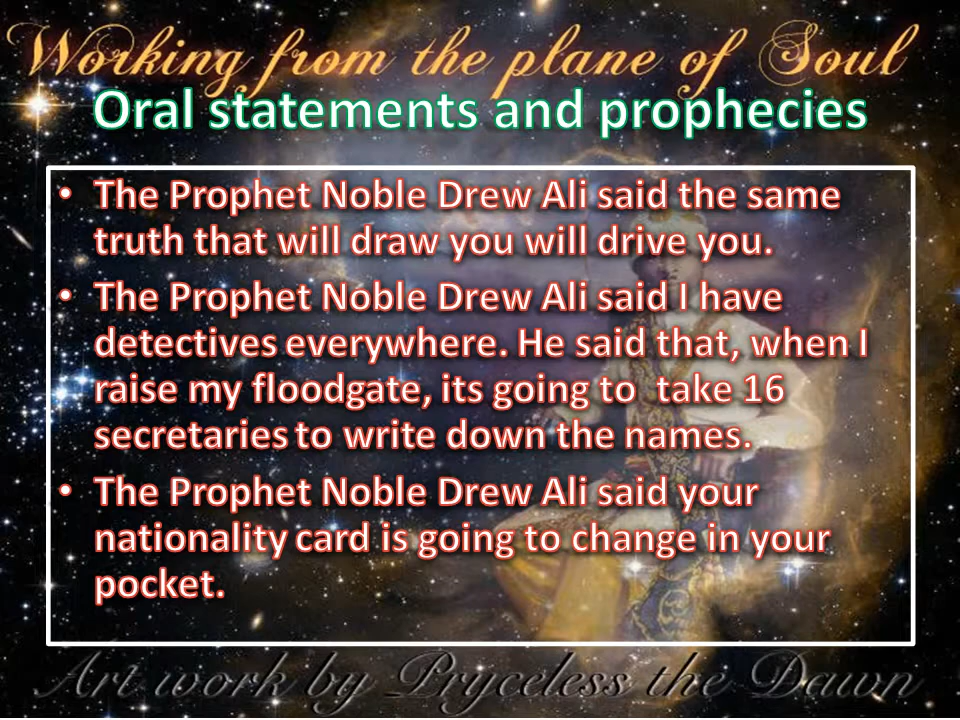 Working from the plane of Soul
Oral statements and prophecies
• The Prophet Noble Drew Ali said the same
truth that will draw you will drive you.
• The Prophet Noble Drew Ali said I have
detectives everywhere. He said that, when I
raise my floodgate, its going to  take 16
secretaries to write down the names.
• The Prophet Noble Drew Ali said your
nationality card is going to change in your
pocket.
Art work by Pryceless the Dawn